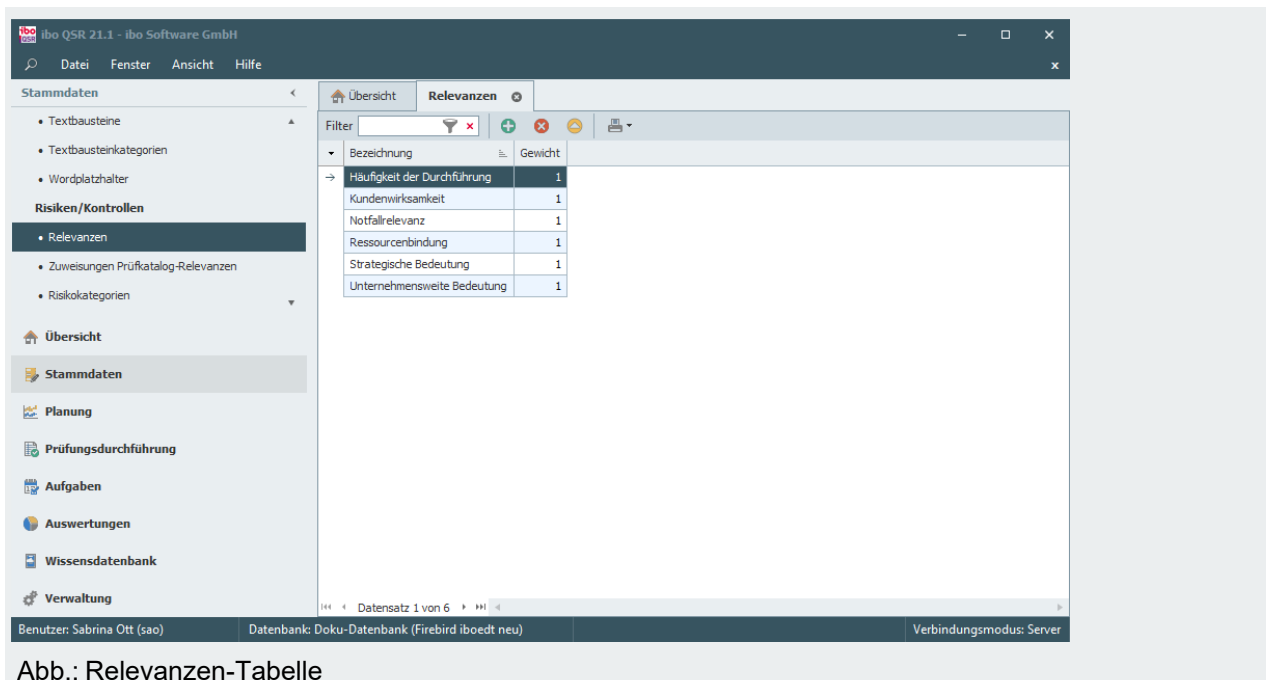 ibo QSR 21.1 - ibo Software GmbH
Datei Fenster Ansicht Hilfe
Stammdaten
• Textbausteine
• Textbausteinkategorien
• Wordplatzhalter
Risiken/Kontrollen
• Relevanzen
• Zuweisungen Prüfkatalog-Relevanzen
• Risikokategorien
Übersicht
Stammdaten
Planung
Prüfungsdurchführung
Aufgaben
Auswertungen
Wissensdatenbank
Verwaltung
Übersicht Relevanzen
Filter
Bezeichnung Gewicht
Häufigkeit der Durchführung 1
Kundenwirksamkeit 1
Notfallrelevanz 1
Ressourcenbindung 1
Strategische Bedeutung 1
Unternehmensweite Bedeutung 1
Datensatz 1 von 6
Benutzer: Sabrina Ott (sao) Datenbank: Doku-Datenbank (Firebird iboedt neu) Verbindungsmodus: Server
Abb.: Relevanzen-Tabelle